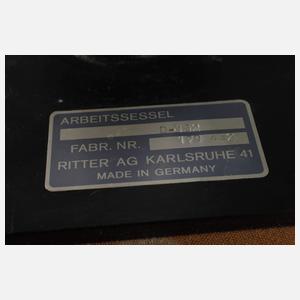 ARBEITSSESSEL
FABR. NR.
RITTER AG KARLSRUHE 41
MADE IN GERMANY